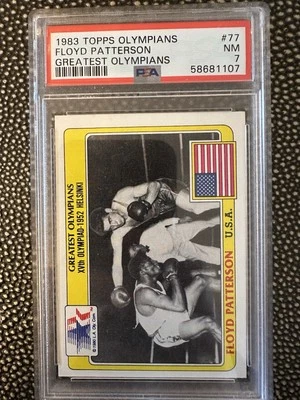 1983 TOPPS OLYMPIANS #77
FLOYD PATTERSON NM
GREATEST OLYMPIANS 7
PSA 58681107
GREATEST OLYMPIANS
XVth OLYMPIAD-1952 HELSINKI
FLOYD PATTERSON U.S.A.